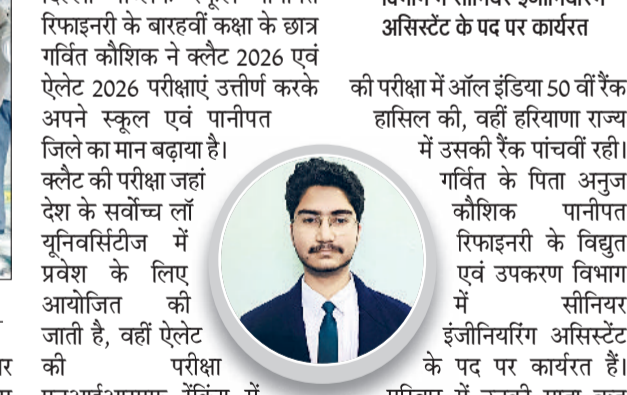 रिफाइनरी के बारहवीं कक्षा के छात्र
गर्वित कौशिक ने क्लैट 2026 एवं
ऐलेट 2026 परीक्षाएं उत्तीर्ण करके
अपने स्कूल एवं पानीपत
जिले का मान बढ़ाया है।
क्लैट की परीक्षा जहां
देश के सर्वोच्च लॉ
यूनिवर्सिटीज में
प्रवेश के लिए
आयोजित की
जाती है, वहीं ऐलेट
की परीक्षा
असिस्टेंट के पद पर कार्यरत
की परीक्षा में ऑल इंडिया 50 वीं रैंक
हासिल की, वहीं हरियाणा राज्य
में उसकी रैंक पांचवीं रही।
गर्वित के पिता अनुज
कौशिक पानीपत
रिफाइनरी के विद्युत
एवं उपकरण विभाग
में सीनियर
इंजीनियरिंग असिस्टेंट
के पद पर कार्यरत हैं।